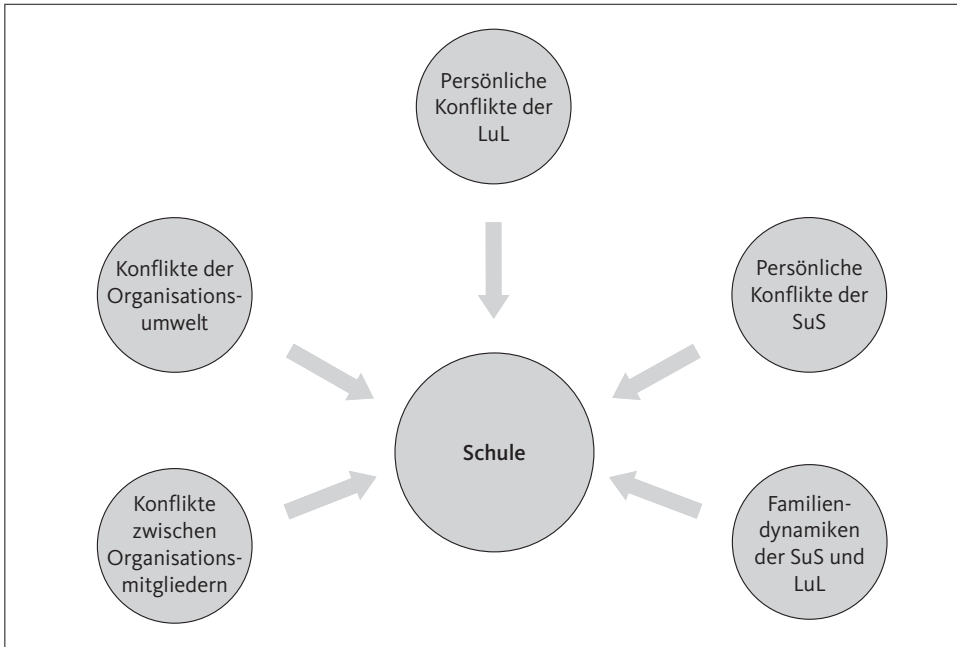 Persönliche
Konflikte der
LuL
Konflikte der
Organisations-
umwelt
Persönliche
Konflikte der
SuS
Schule
Konflikte
zwischen
Organisations-
mitgliedern
Familien-
dynamiken
der SuS und
LuL